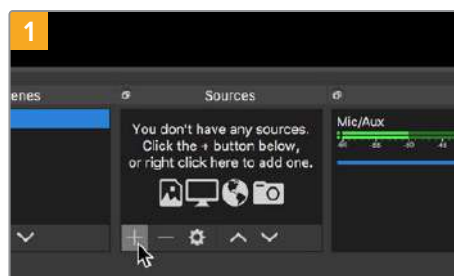 1
enes
Sources
You don't have any sources.
Click the + button below,
or right click here to add one.
Mic/Aux